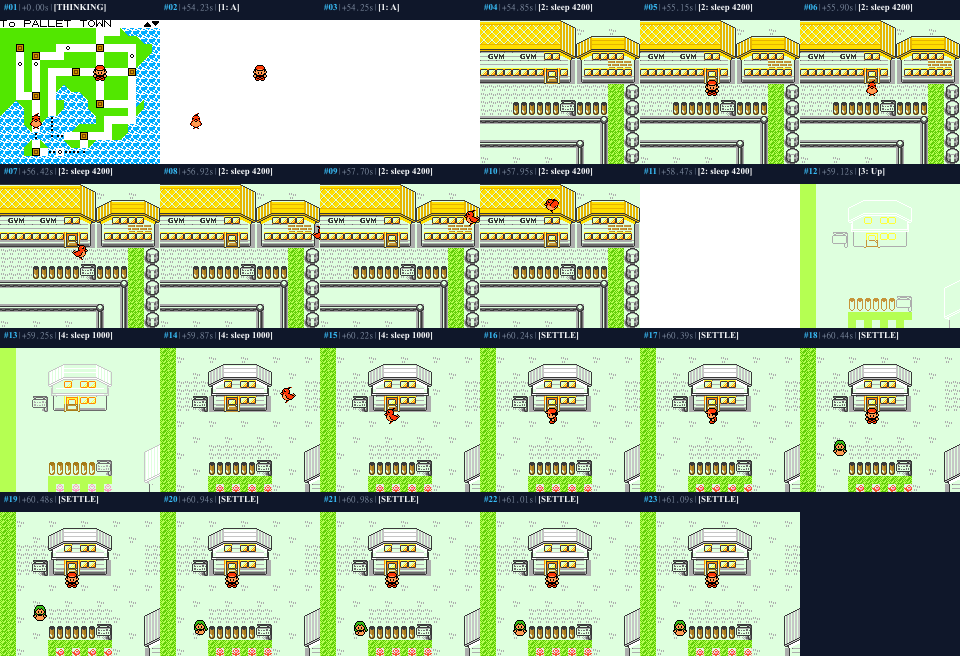 #01|+0.00s| [THINKING]
#02|+54.23s| [1: A]
#03|+54.25s| [1: A]
#04|+54.85s| [2: sleep 4200]
#05|+55.15s| [2: sleep 4200]
#06|+55.90s| [2: sleep 4200]
To PALLET TOWN
GYM GYM
GYM GYM
GYM GYM
#07|+56.42s| [2: sleep 4200]
#08|+56.92s| [2: sleep 4200]
#09|+57.70s| [2: sleep 4200]
#10|+57.95s| [2: sleep 4200]
#11|+58.47s| [2: sleep 4200]
#12|+59.12s| [3: Up]
GYM GYM
GYM GYM
GYM GYM
GYM GYM
#13|+59.25s| [4: sleep 1000]
#14|+59.87s| [4: sleep 1000]
#15|+60.22s| [4: sleep 1000]
#16|+60.24s| [SETTLE]
#17|+60.39s| [SETTLE]
#18|+60.44s| [SETTLE]
#19|+60.48s| [SETTLE]
#20|+60.94s| [SETTLE]
#21|+60.98s| [SETTLE]
#22|+61.01s| [SETTLE]
#23|+61.09s| [SETTLE]